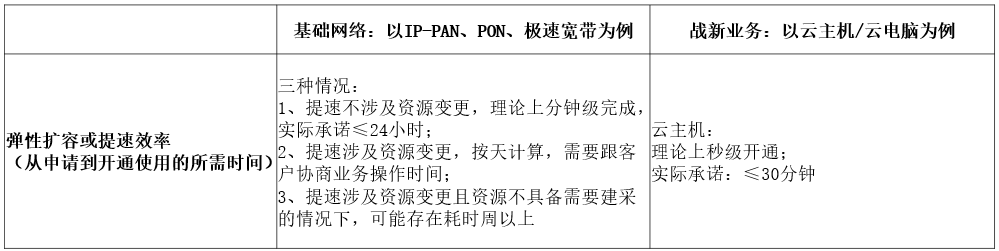 基础网络：以IP-PAN、PON、极速宽带为例
战新业务：以云主机/云电脑为例
弹性扩容或提速效率
（从申请到开通使用的所需时间）
三种情况：
1、提速不涉及资源变更，理论上分钟级完成，
实际承诺≤24小时；
2、提速涉及资源变更，按天计算，需要跟客
户协商业务操作时间；
3、提速涉及资源变更且资源不具备需要建采
的情况下，可能存在耗时周以上
云主机：
理论上秒级开通；
实际承诺：≤30分钟